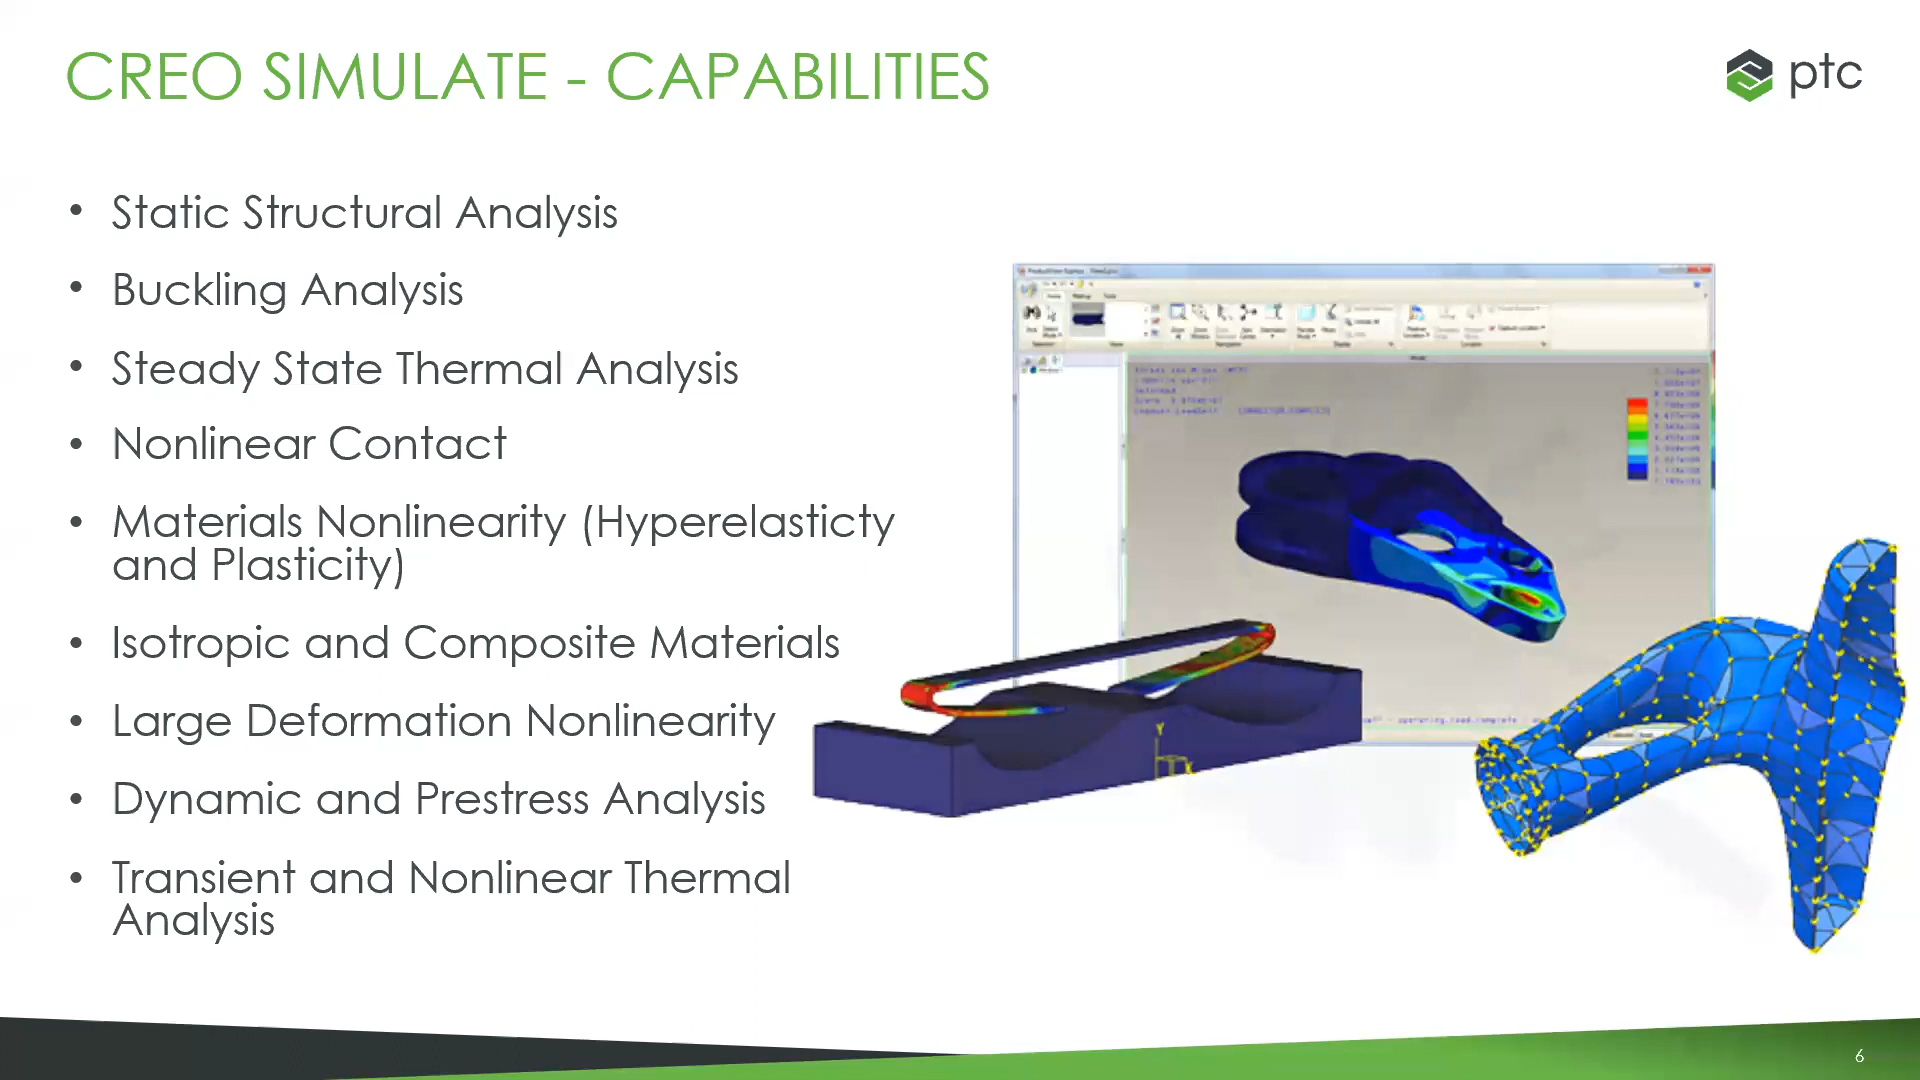 CREO SIMULATE - CAPABILITIES
ptc
• Static Structural Analysis
• Buckling Analysis
• Steady State Thermal Analysis
• Nonlinear Contact
• Materials Nonlinearity (Hyperelasticty
and Plasticity)
• Isotropic and Composite Materials
• Large Deformation Nonlinearity
• Dynamic and Prestress Analysis
• Transient and Nonlinear Thermal
Analysis
Y
X
6